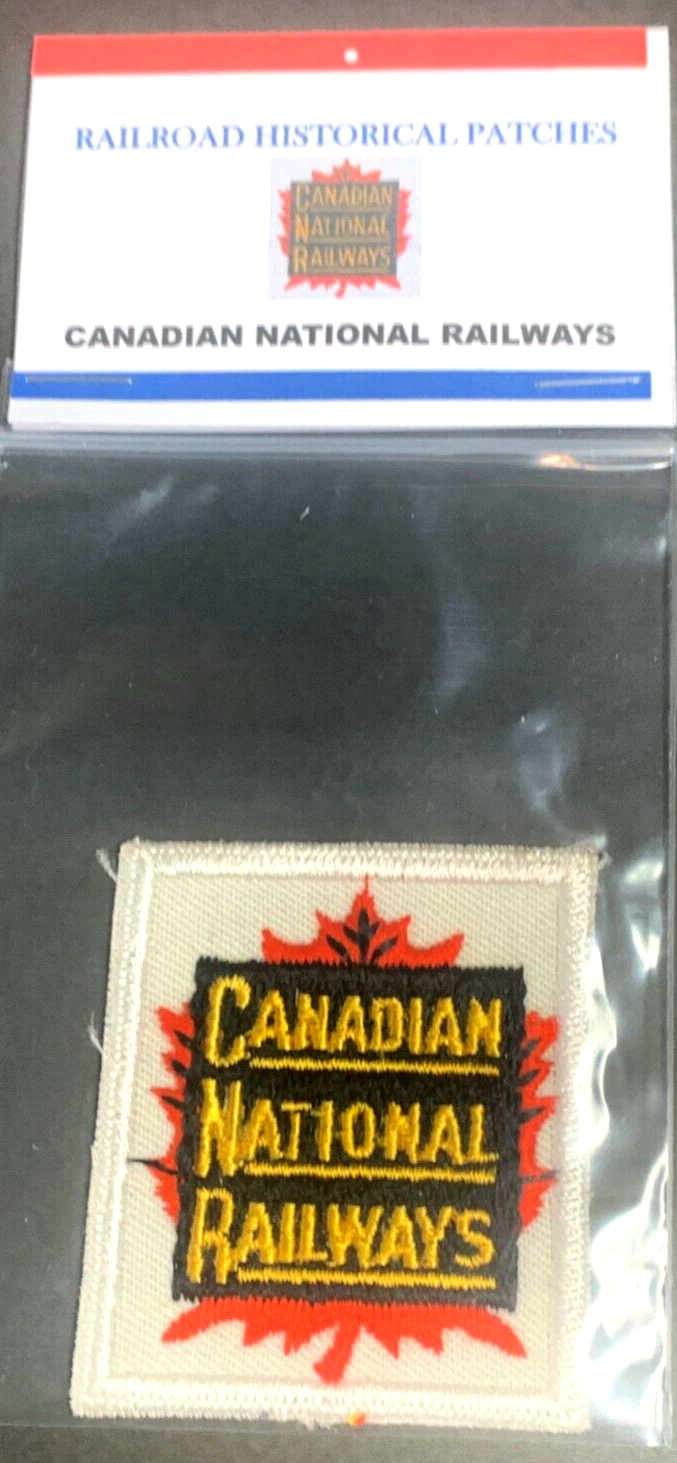 RAILROAD HISTORICAL PATCHES
CANADIAN
NATIONAL
RAILWAYS
CANADIAN NATIONAL RAILWAYS
CANADIAN
NATIONAL
RAILWAYS